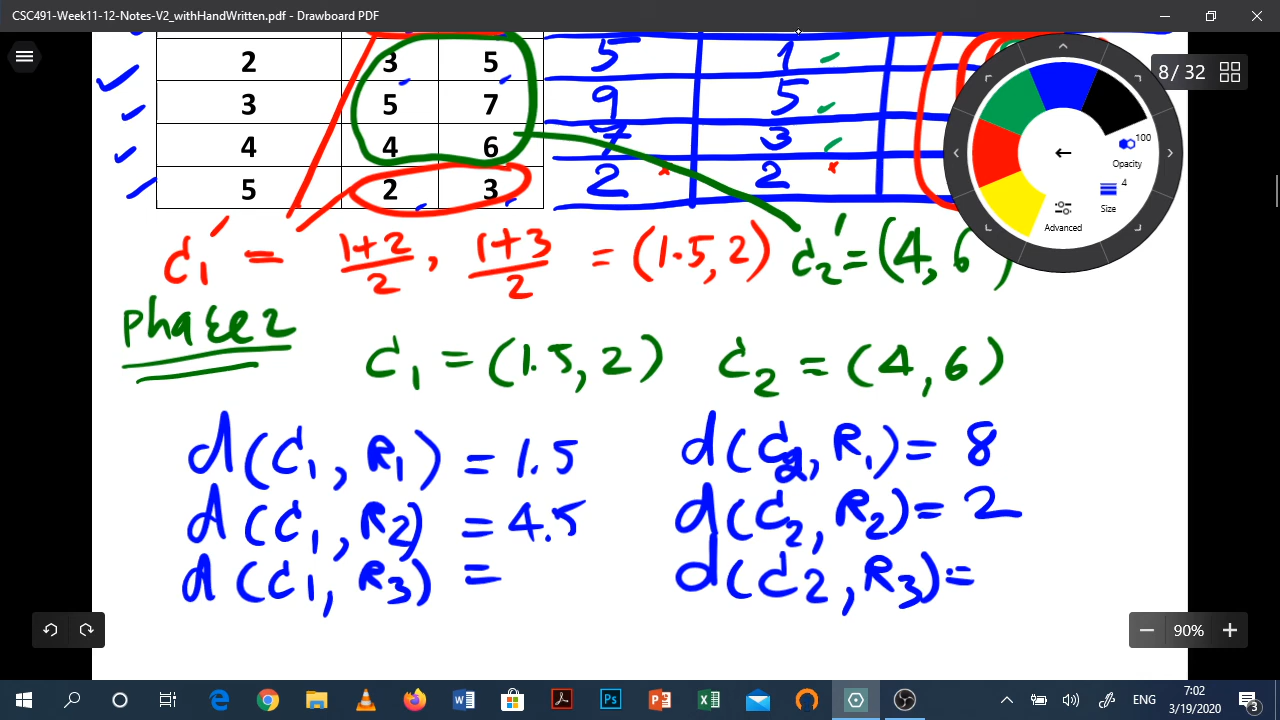 CSC491-Week11-12-Notes-V2_withHandWritten.pdf - Drawboard PDF
8 / 32
2 3 5 5 1
3 5 7 9 5
4 4 6 7 3
5 2 3 2 2
100
Opacity
4
Size
Advanced
C₁' = (1+2)/2 , (1+3)/2 = (1.5, 2) C₂' = (4, 6)
Phase 2
C₁ = (1.5, 2) C₂ = (4, 6)
d(C₁, R₁) = 1.5 d(C₂, R₁) = 8
d(C₁, R2) = 4.5 d(C₂, R₂) = 2
d(C1, R3) = d(C2, R3) =
90%
ENG
7:02
3/19/2020
3